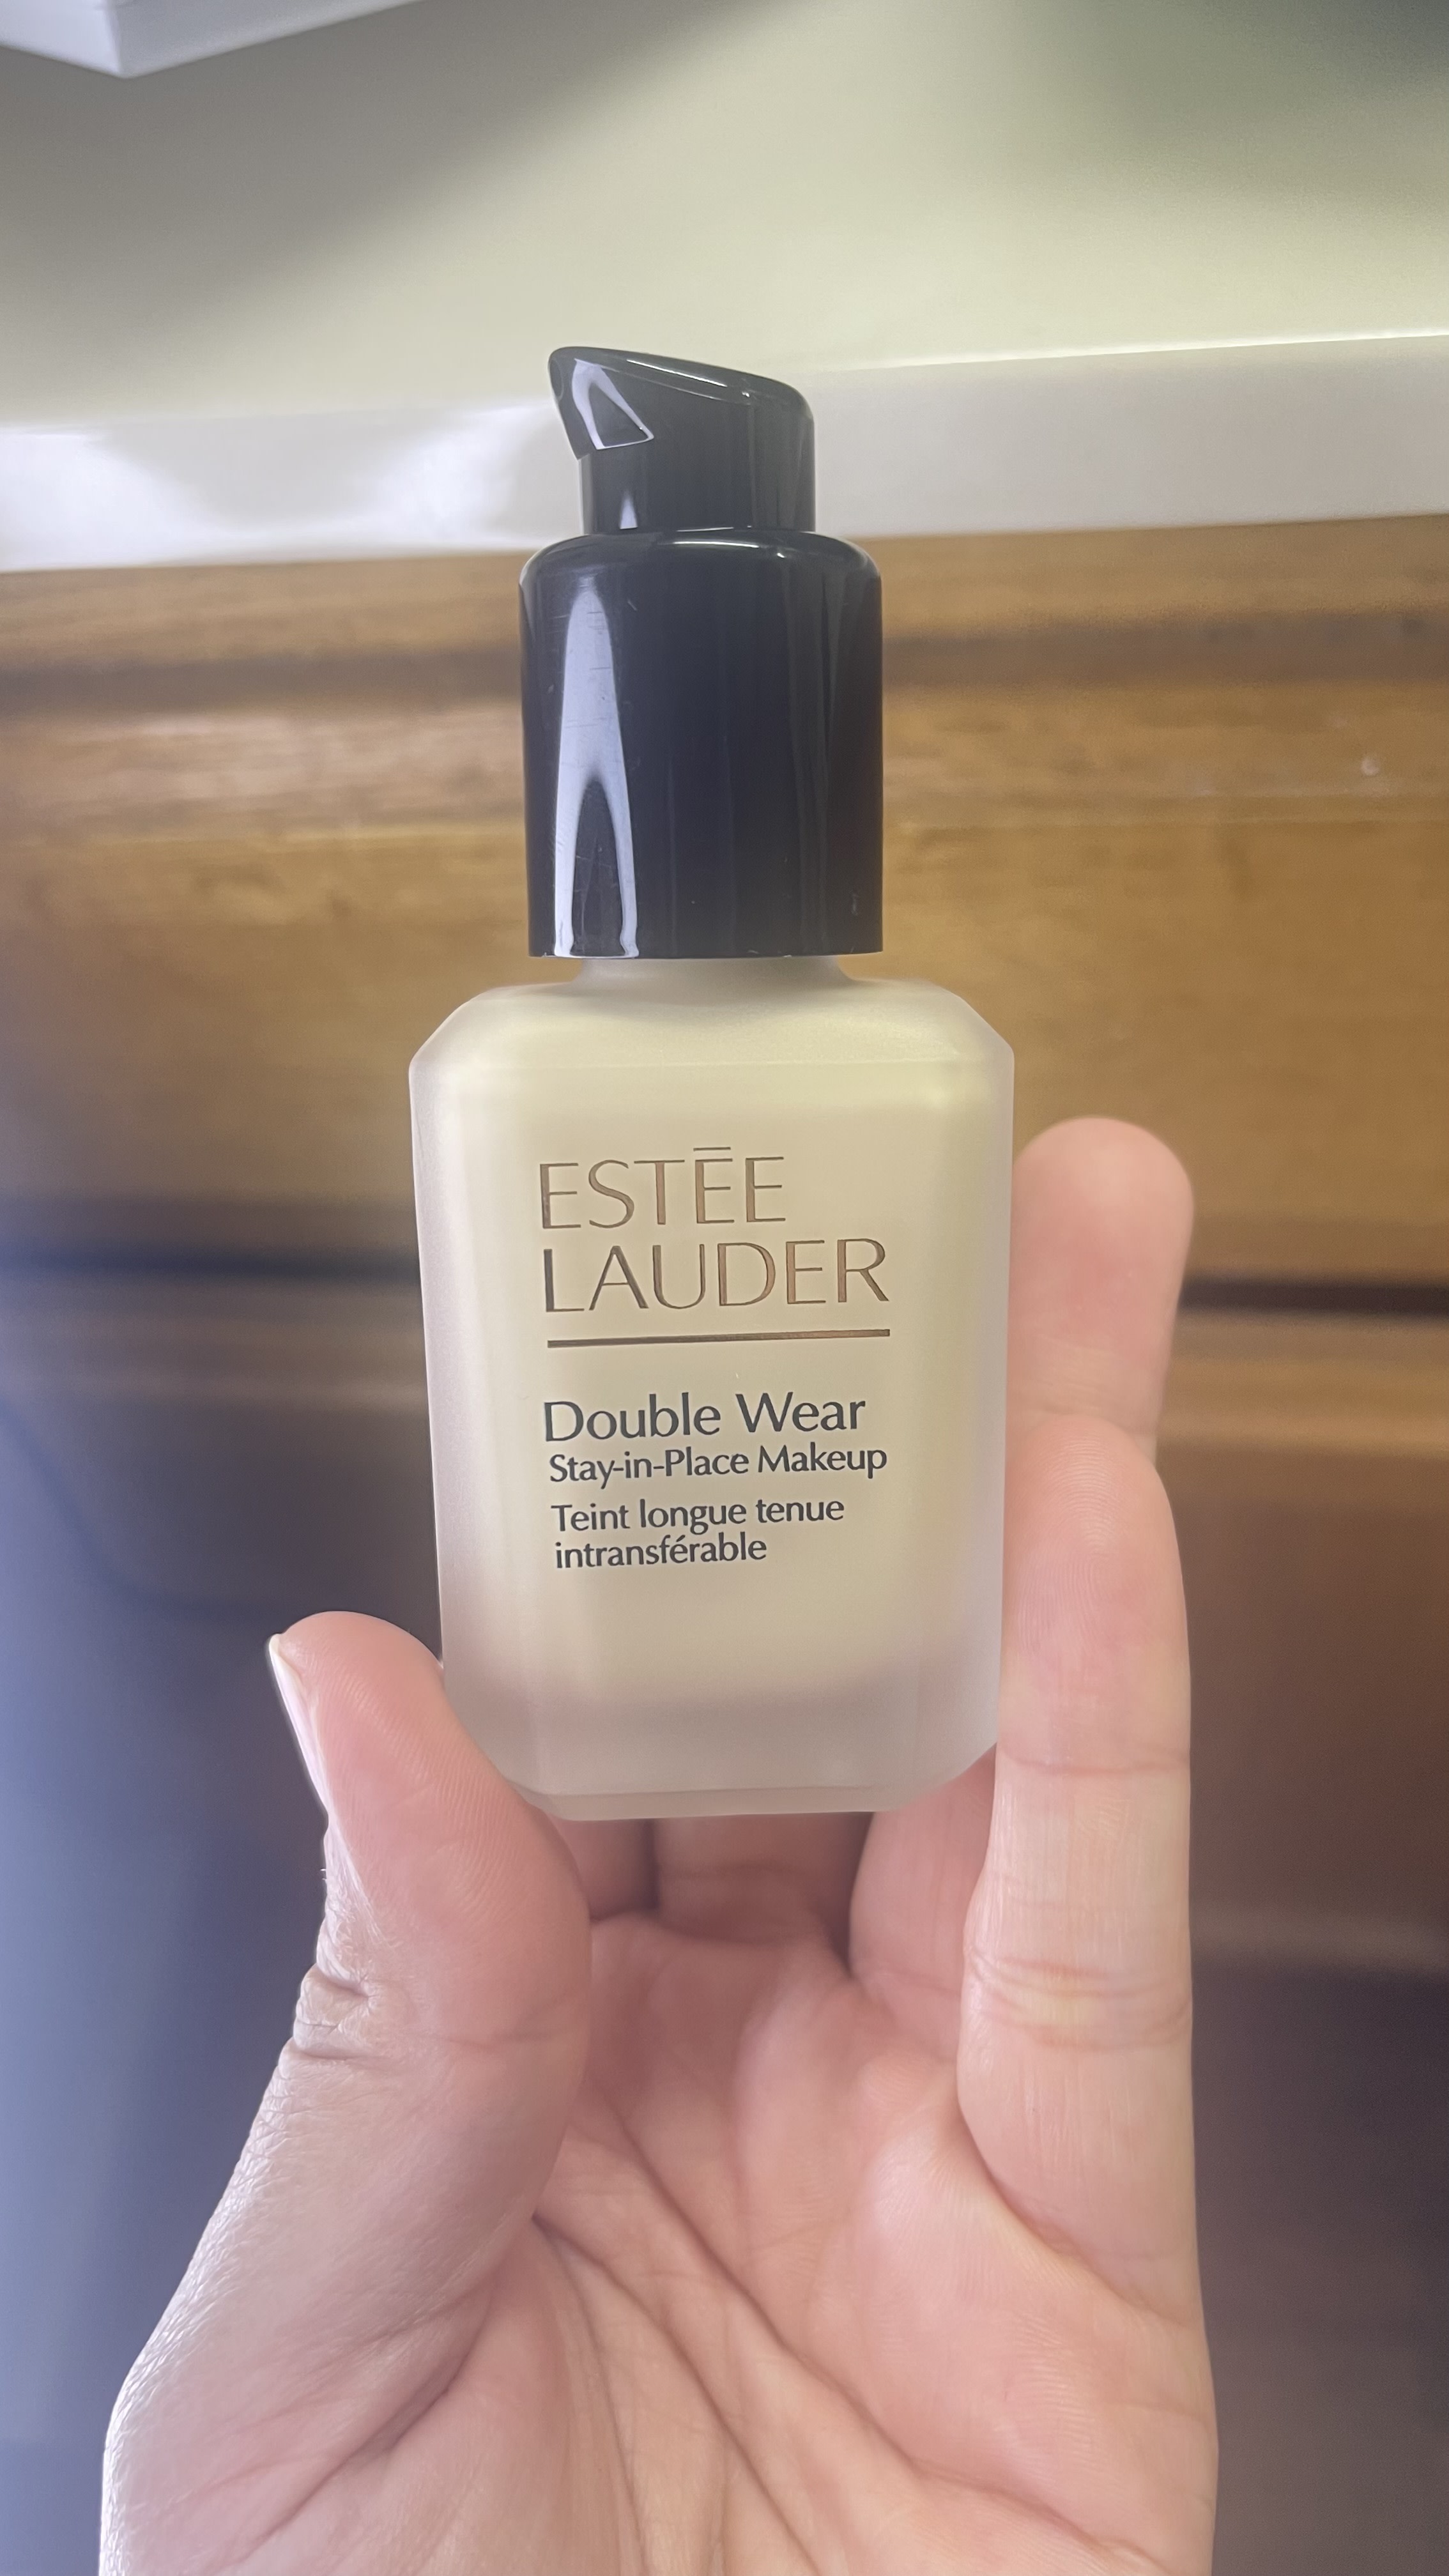 ESTĒE
LAUDER
Double Wear
Stay-in-Place Makeup
Teint longue tenue
intransférable